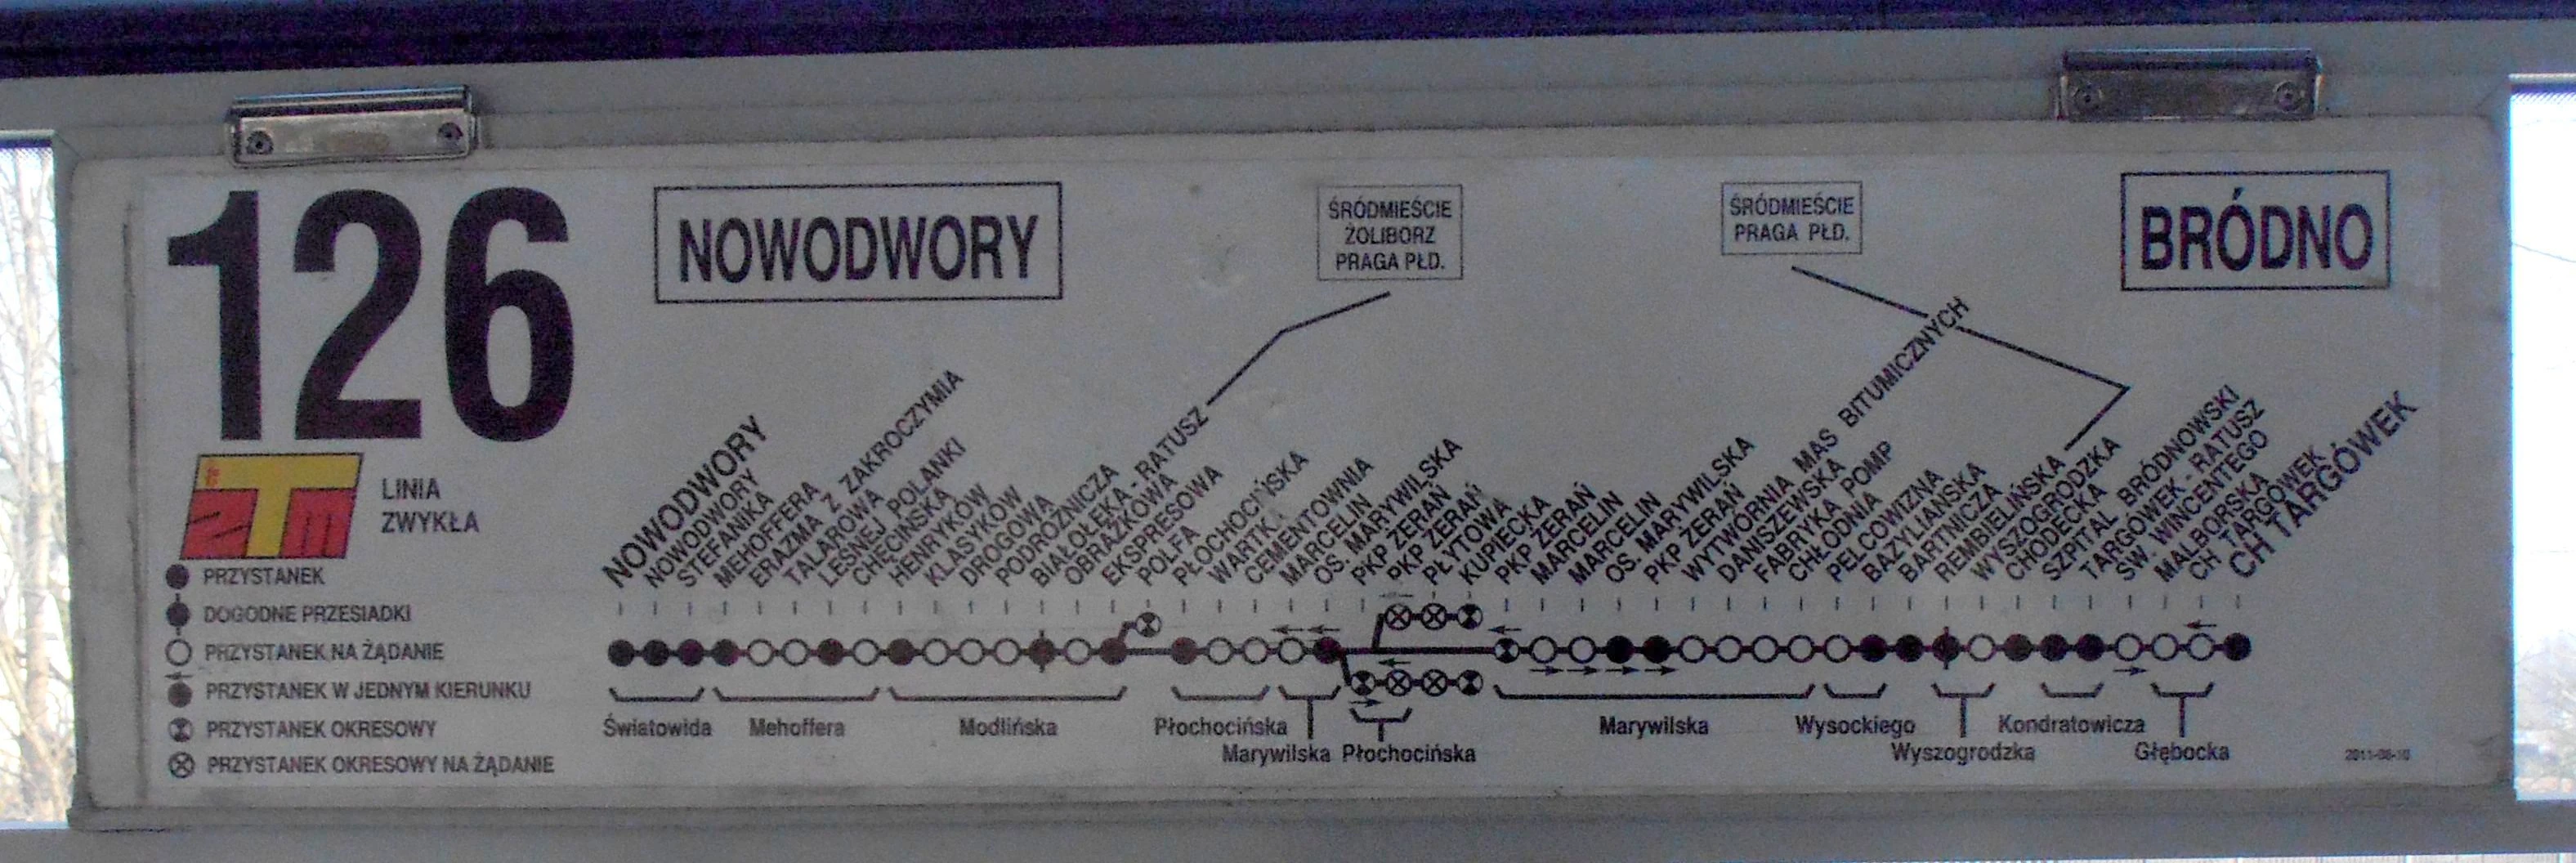 126
NOWODWORY
ŚRÓDMIEŚCIE
ŻOLIBORZ
PRAGA PŁD.
ŚRÓDMIEŚCIE
PRAGA PŁD.
BRÓDNO
ZTM
LINIA
ZWYKŁA
PRZYSTANEK
DOGODNE PRZESIADKI
PRZYSTANEK NA ŻĄDANIE
PRZYSTANEK W JEDNYM KIERUNKU
PRZYSTANEK OKRESOWY
PRZYSTANEK OKRESOWY NA ŻĄDANIE
NOWODWORY
NOWODWORY
STEFANIKA
MEHOFFERA
ERAZMA Z ZAKROCZYMIA
TALAROWA
LEŚNEJ POLANKI
CHĘCIŃSKA
HENRYKÓW
KLASYKÓW
DROGOWA
PODRÓŻNICZA
BIAŁOŁĘKA - RATUSZ
OBRAZKOWA
EKSPRESOWA
POLFA
PŁOCHOCIŃSKA
WARTKA
CEMENTOWNIA
MARCELIN
OS. MARYWILSKA
PKP ŻERAŃ
PKP ŻERAŃ
PŁYTOWA
KUPIECKA
PKP ŻERAŃ
MARCELIN
MARCELIN
OS. MARYWILSKA
PKP ŻERAŃ
WYTWÓRNIA MAS BITUMICZNYCH
DANISZEWSKA
FABRYKA POMP
CHŁODNIA
PELCOWIZNA
BAZYLIAŃSKA
BARTNICZA
REMBIELIŃSKA
WYSZOGRODZKA
CHODECKA
SZPITAL BRÓDNOWSKI
TARGÓWEK - RATUSZ
ŚW. WINCENTEGO
MALBORSKA
CH TARGÓWEK
CH TARGÓWEK
Światowida
Mehoffera
Modlińska
Płochocińska
Marywilska
Płochocińska
Marywilska
Wysockiego
Wyszogrodzka
Kondratowicza
Głębocka
2011-08-10